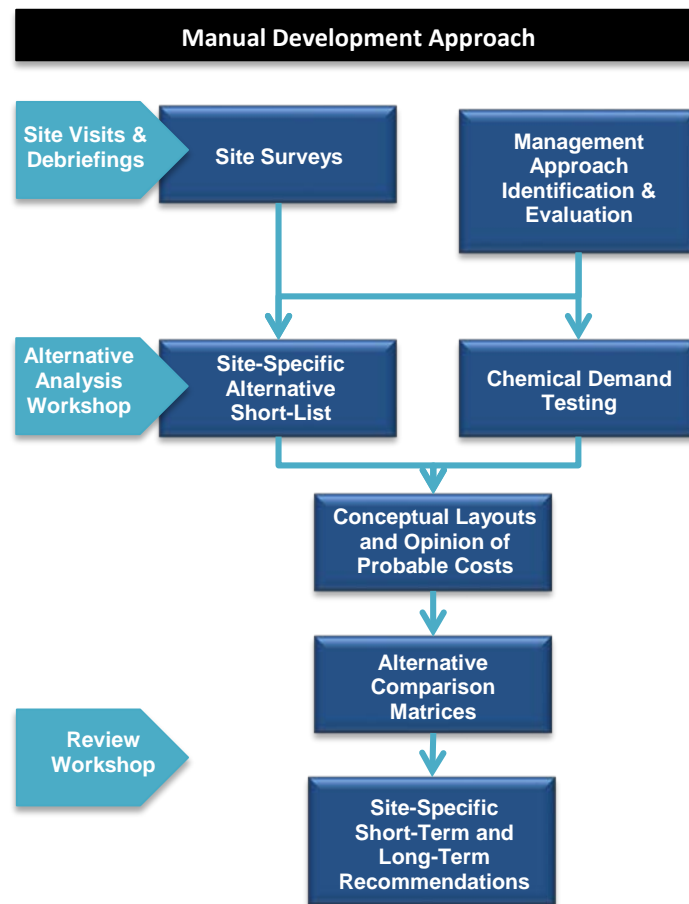 Manual Development Approach
Site Visits &
Debriefings
Site Surveys
Management
Approach
Identification &
Evaluation
Alternative
Analysis
Workshop
Site-Specific
Alternative
Short-List
Chemical Demand
Testing
Conceptual Layouts
and Opinion of
Probable Costs
Alternative
Comparison
Matrices
Review
Workshop
Site-Specific
Short-Term and
Long-Term
Recommendations